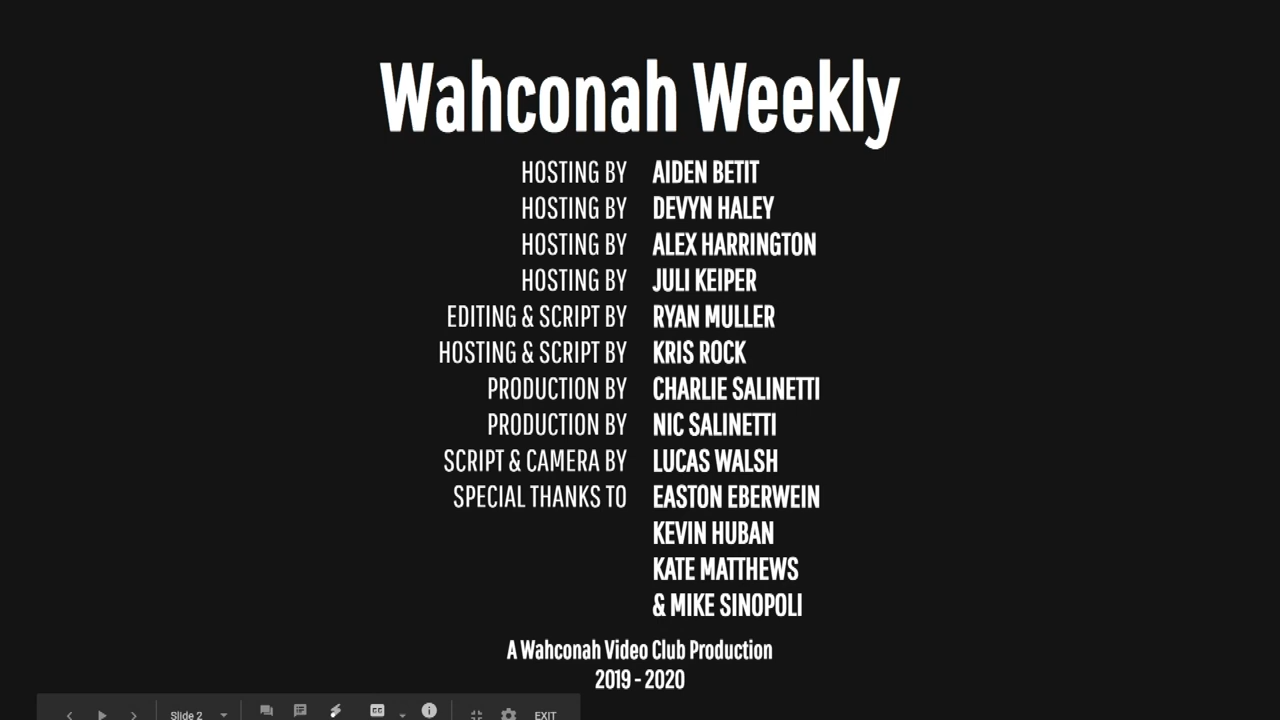 Wahconah Weekly
HOSTING BY AIDEN BETIT
HOSTING BY DEVYN HALEY
HOSTING BY ALEX HARRINGTON
HOSTING BY JULI KEIPER
EDITING & SCRIPT BY RYAN MULLER
HOSTING & SCRIPT BY KRIS ROCK
PRODUCTION BY CHARLIE SALINETTI
PRODUCTION BY NIC SALINETTI
SCRIPT & CAMERA BY LUCAS WALSH
SPECIAL THANKS TO EASTON EBERWEIN
KEVIN HUBAN
KATE MATTHEWS
& MIKE SINOPOLI
A Wahconah Video Club Production
2019 - 2020
Slide 2 CC EXIT